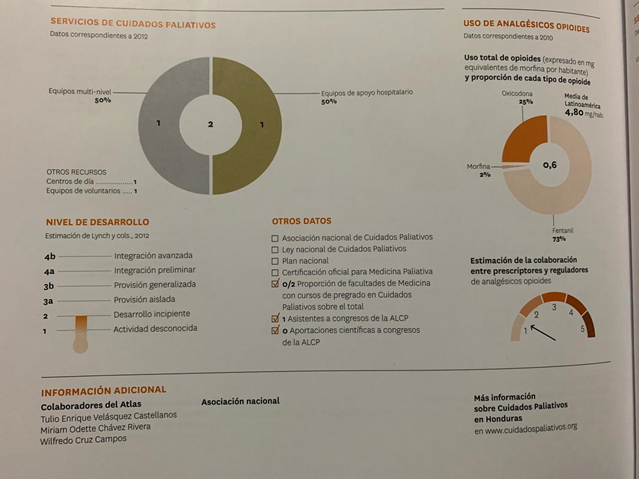 SERVICIOS DE CUIDADOS PALIATIVOS
Datos correspondientes a 2012
Equipos multi-nivel
50%
1
2
1
Equipos de apoyo hospitalario
50%
OTROS RECURSOS
Centros de día ................1
Equipos de voluntarios .....1
USO DE ANALGÉSICOS OPIOIDES
Datos correspondientes a 2010
Uso total de opioides (expresado en mg
equivalentes de morfina por habitante)
y proporción de cada tipo de opioide
Oxicodona
25%
Media de
Latinoamérica
4,80 mg/hab.
Morfina
2%
0,6
Fentanil
73%
NIVEL DE DESARROLLO
Estimación de Lynch y cols., 2012
4b Integración avanzada
4a Integración preliminar
3b Provisión generalizada
3a Provisión aislada
2 Desarrollo incipiente
1 Actividad desconocida
OTROS DATOS
Asociación nacional de Cuidados Paliativos
Ley nacional de Cuidados Paliativos
Plan nacional
Certificación oficial para Medicina Paliativa
0/2 Proporción de facultades de Medicina
con cursos de pregrado en Cuidados
Paliativos sobre el total
1 Asistentes a congresos de la ALCP
0 Aportaciones científicas a congresos
de la ALCP
Estimación de la colaboración
entre prescriptores y reguladores
de analgésicos opioides
1
2
3
4
5
INFORMACIÓN ADICIONAL
Colaboradores del Atlas
Tulio Enrique Velásquez Castellanos
Miriam Odette Chávez Rivera
Wilfredo Cruz Campos
Asociación nacional
Más información
sobre Cuidados Paliativos
en Honduras
en www.cuidadospaliativos.org